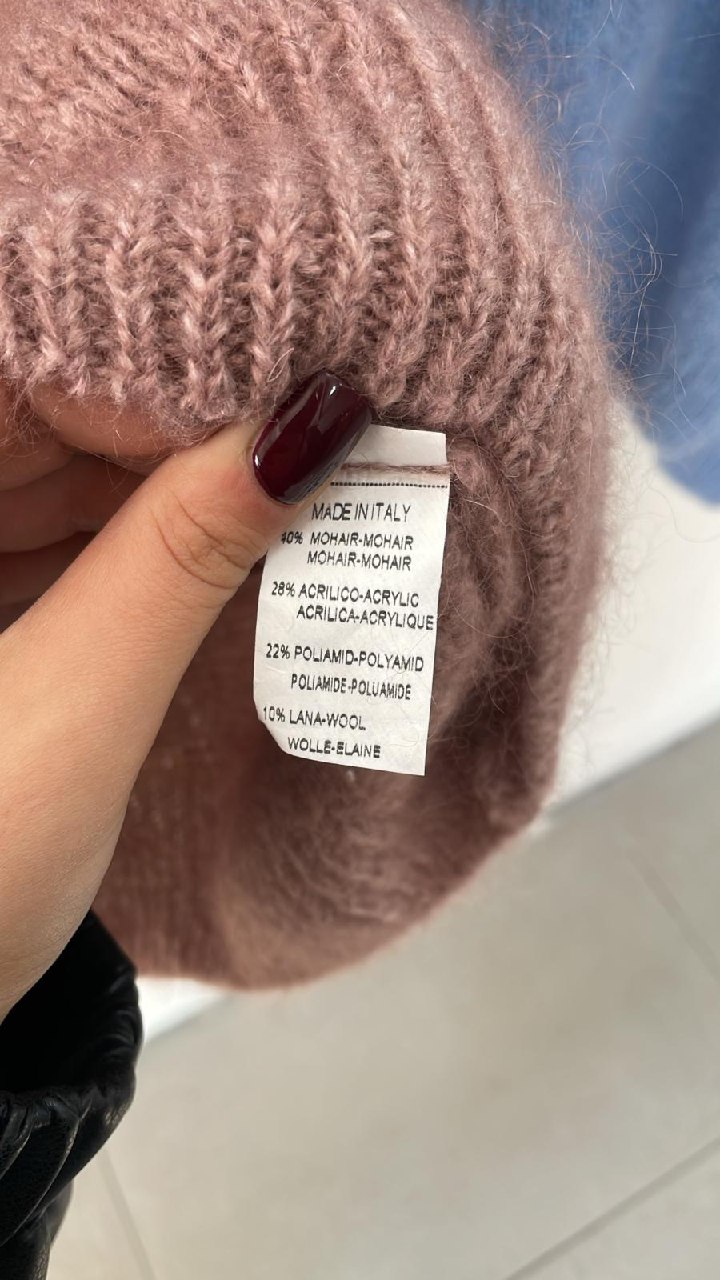 MADE IN ITALY
40% MOHAIR-MOHAIR
MOHAIR-MOHAIR
28% ACRILICO-ACRYLIC
ACRILICA-ACRYLIQUE
22% POLIAMID-POLYAMID
POLIAMIDE-POLUAMIDE
10% LANA-WOOL
WOLLE-ELAINE